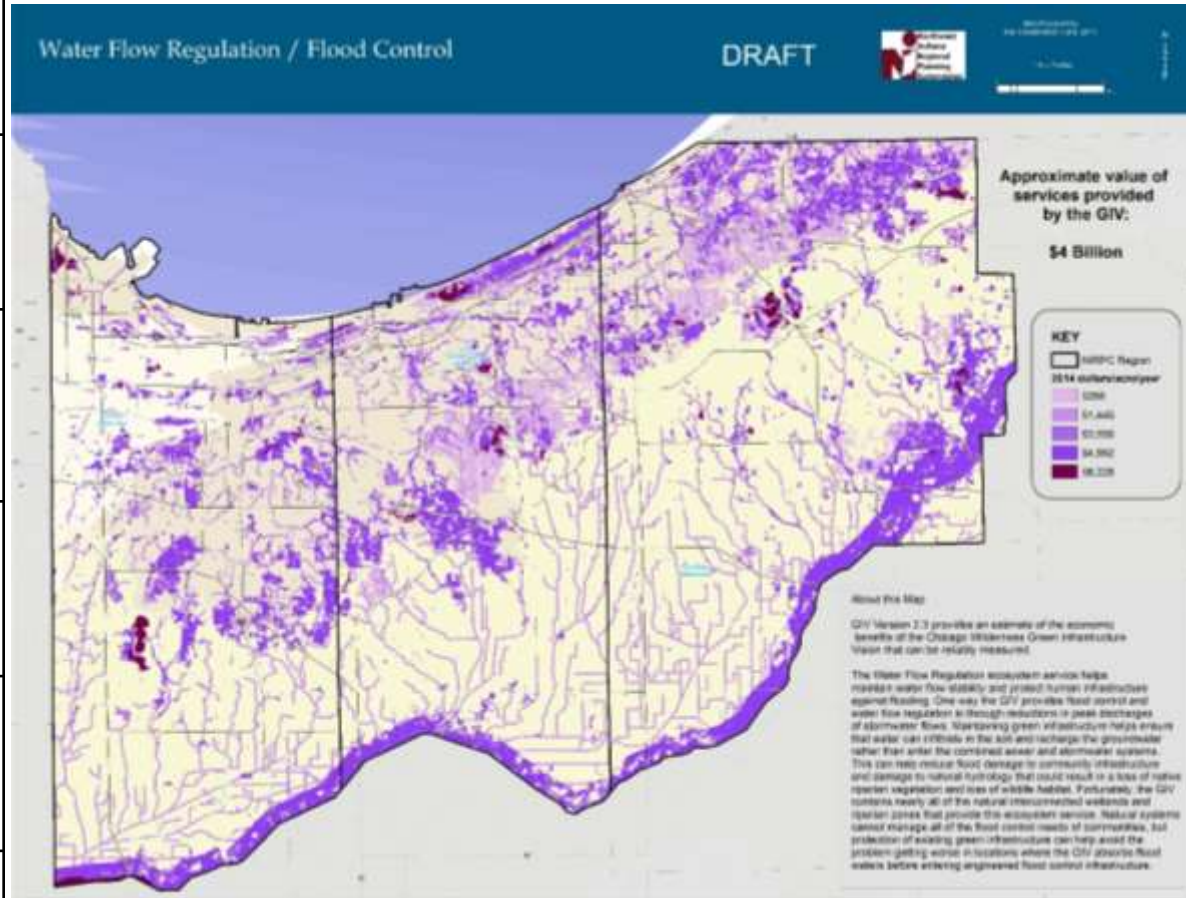 Water Flow Regulation / Flood Control
DRAFT
Northwest
Indiana
Regional
Planning
Approximate value of
services provided
by the GIV:
$4 Billion
KEY
NIRPC Region
2014 dollars/acre/year
About this Map:
GIV Version 2.3 provides an estimate of the economic
benefits of the Chicago Wilderness Green Infrastructure
Vision that can be reliably measured.
The Water Flow Regulation ecosystem service helps
maintain water flow stability and protect human infrastructure
against flooding. One way the GIV provides flood control and
water flow regulation is through reductions in peak discharges
of stormwater flows. Maintaining green infrastructure helps ensure
that water can infiltrate in the soil and recharge the groundwater
rather than enter the combined sewer and stormwater systems.
This can help reduce flood damage to community infrastructure
and damage to natural hydrology that could result in a loss of native
riparian vegetation and loss of wildlife habitat. Fortunately, the GIV
contains nearly all of the natural interconnected wetlands and
riparian zones that provide this ecosystem service. Natural systems
cannot manage all of the flood control needs of communities, but
protection of existing green infrastructure can help avoid the
problem getting worse in locations where the GIV absorbs flood
waters before entering engineered flood control infrastructure.